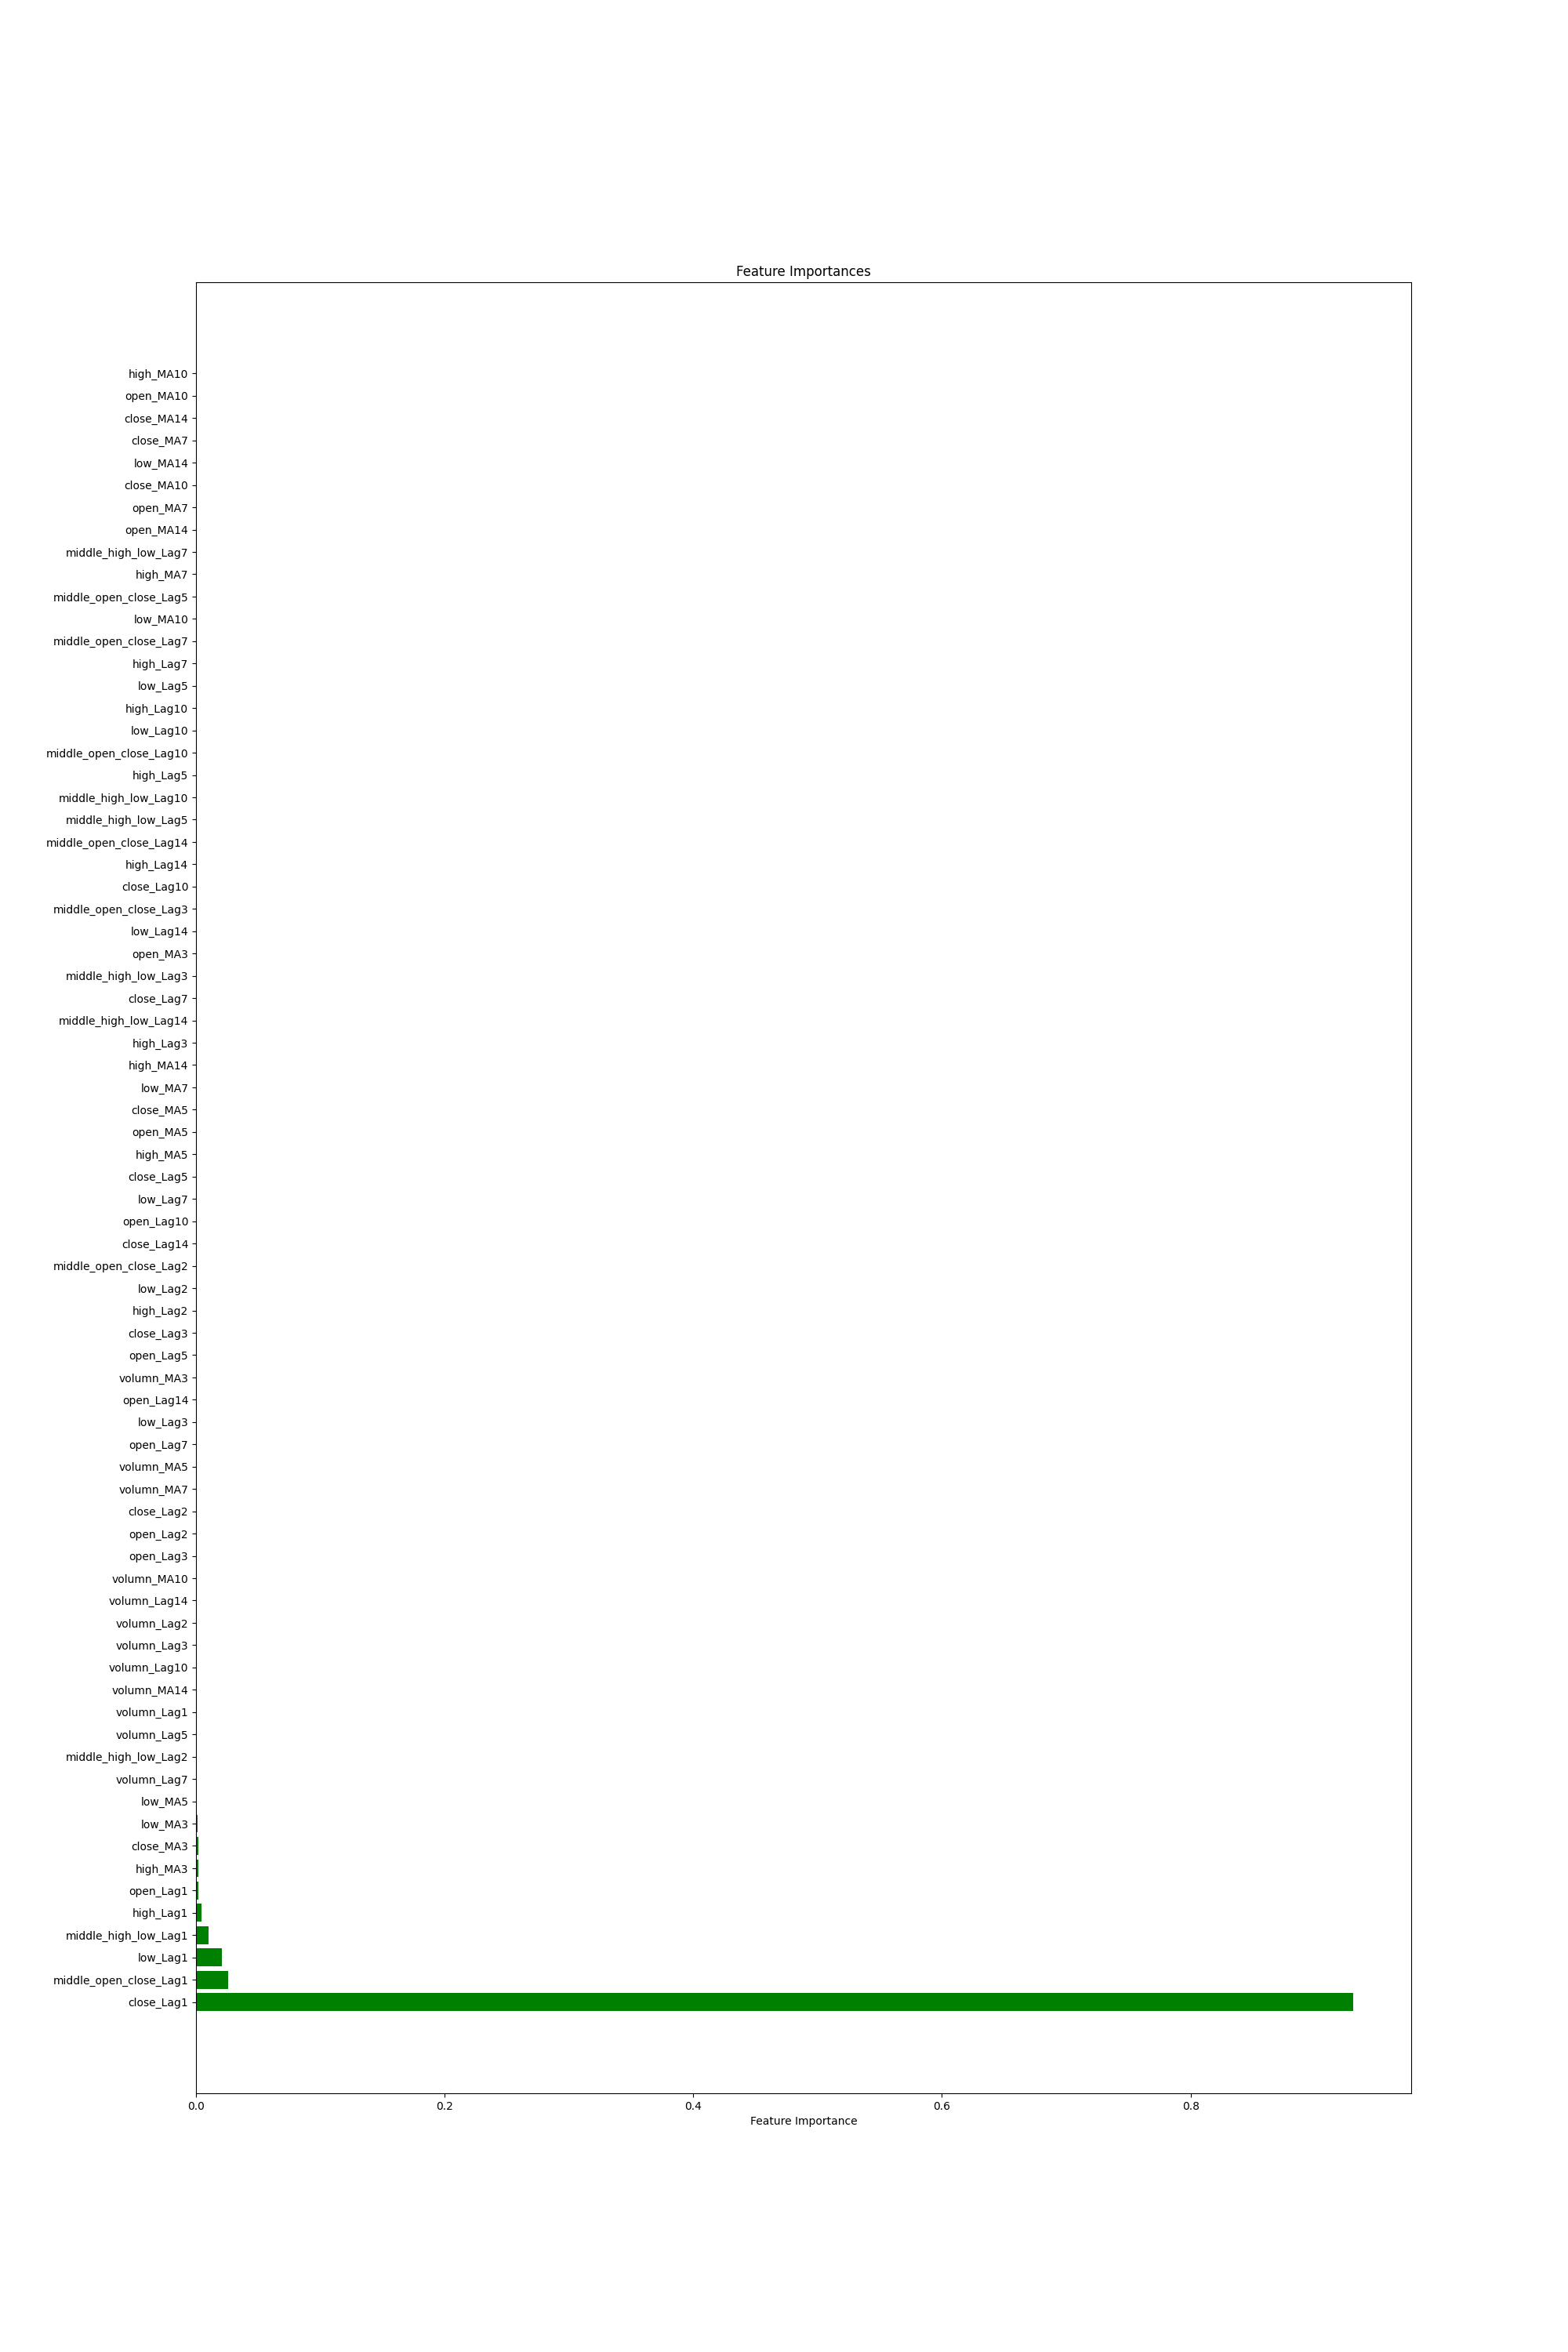 Feature Importances
high_MA10
open_MA10
close_MA14
close_MA7
low_MA14
close_MA10
open_MA7
open_MA14
middle_high_low_Lag7
high_MA7
middle_open_close_Lag5
low_MA10
middle_open_close_Lag7
high_Lag7
low_Lag5
high_Lag10
low_Lag10
middle_open_close_Lag10
high_Lag5
middle_high_low_Lag10
middle_high_low_Lag5
middle_open_close_Lag14
high_Lag14
close_Lag10
middle_open_close_Lag3
low_Lag14
open_MA3
middle_high_low_Lag3
close_Lag7
middle_high_low_Lag14
high_Lag3
high_MA14
low_MA7
close_MA5
open_MA5
high_MA5
close_Lag5
low_Lag7
open_Lag10
close_Lag14
middle_open_close_Lag2
low_Lag2
high_Lag2
close_Lag3
open_Lag5
volumn_MA3
open_Lag14
low_Lag3
open_Lag7
volumn_MA5
volumn_MA7
close_Lag2
open_Lag2
open_Lag3
volumn_MA10
volumn_Lag14
volumn_Lag2
volumn_Lag3
volumn_Lag10
volumn_MA14
volumn_Lag1
volumn_Lag5
middle_high_low_Lag2
volumn_Lag7
low_MA5
low_MA3
close_MA3
high_MA3
open_Lag1
high_Lag1
middle_high_low_Lag1
low_Lag1
middle_open_close_Lag1
close_Lag1
0.0 0.2 0.4 0.6 0.8
Feature Importance